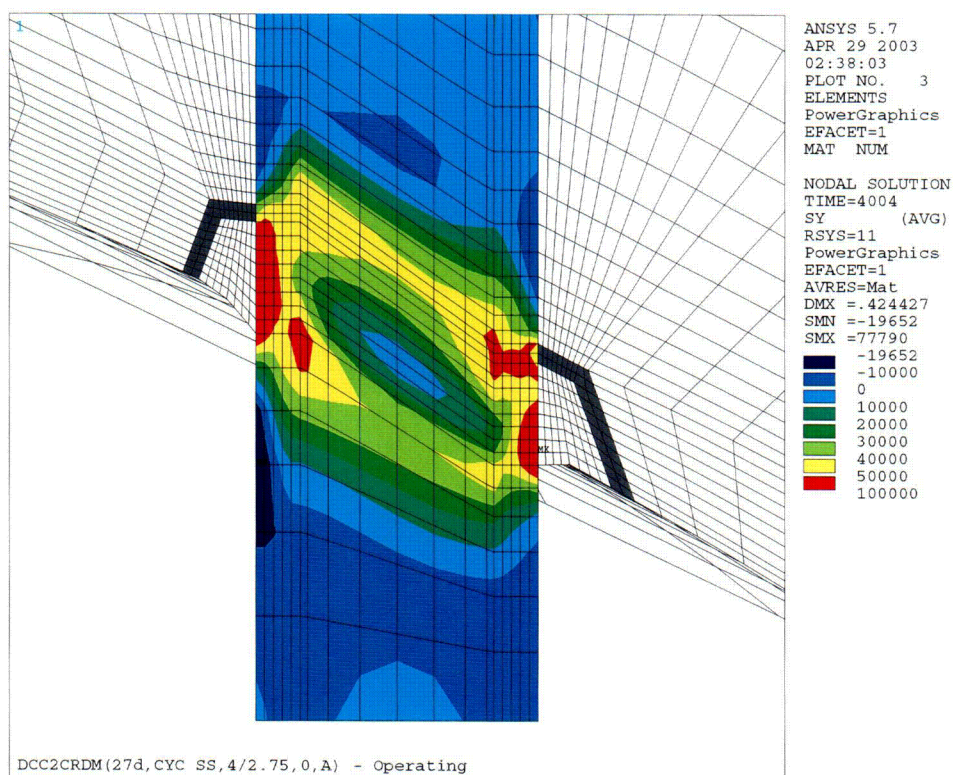 1
ANSYS 5.7
APR 29 2003
02:38:03
PLOT NO. 3
ELEMENTS
PowerGraphics
EFACET=1
MAT NUM
NODAL SOLUTION
TIME=4004
SY (AVG)
RSYS=11
PowerGraphics
EFACET=1
AVRES=Mat
DMX =.424427
SMN =-19652
SMX =77790
-19652
-10000
0
10000
20000
30000
40000
50000
100000
MX
DCC2CRDM(27d,CYC SS,4/2.75,0,A) - Operating